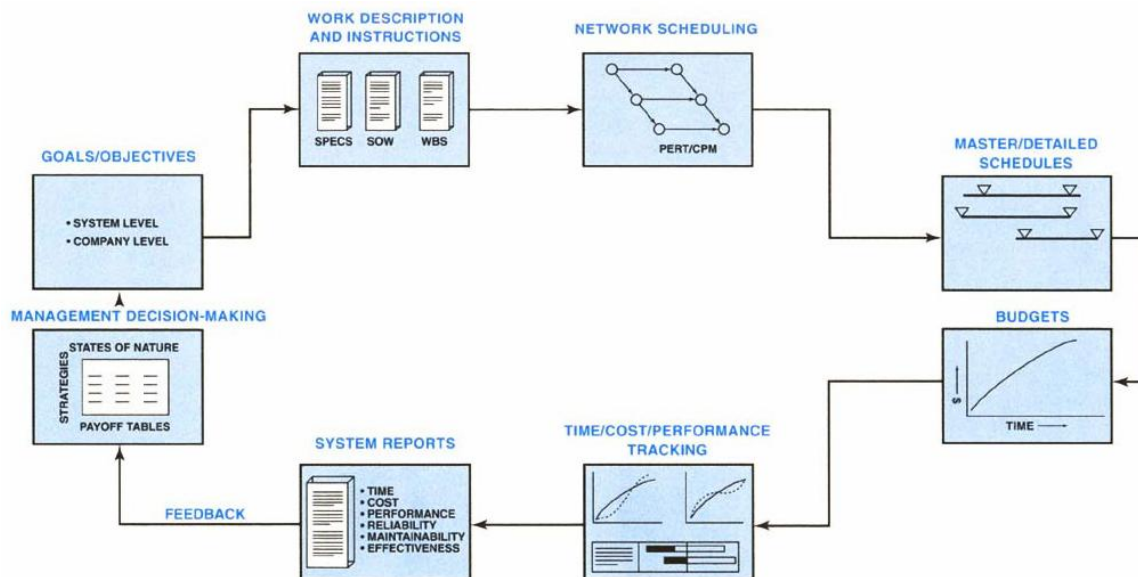 WORK DESCRIPTION
AND INSTRUCTIONS
SPECS
SOW
WBS
NETWORK SCHEDULING
PERT/CPM
MASTER/DETAILED
SCHEDULES
GOALS/OBJECTIVES
• SYSTEM LEVEL
• COMPANY LEVEL
MANAGEMENT DECISION-MAKING
STATES OF NATURE
STRATEGIES
PAYOFF TABLES
BUDGETS
$
TIME
TIME/COST/PERFORMANCE
TRACKING
SYSTEM REPORTS
• TIME
• COST
• PERFORMANCE
• RELIABILITY
• MAINTAINABILITY
• EFFECTIVENESS
FEEDBACK